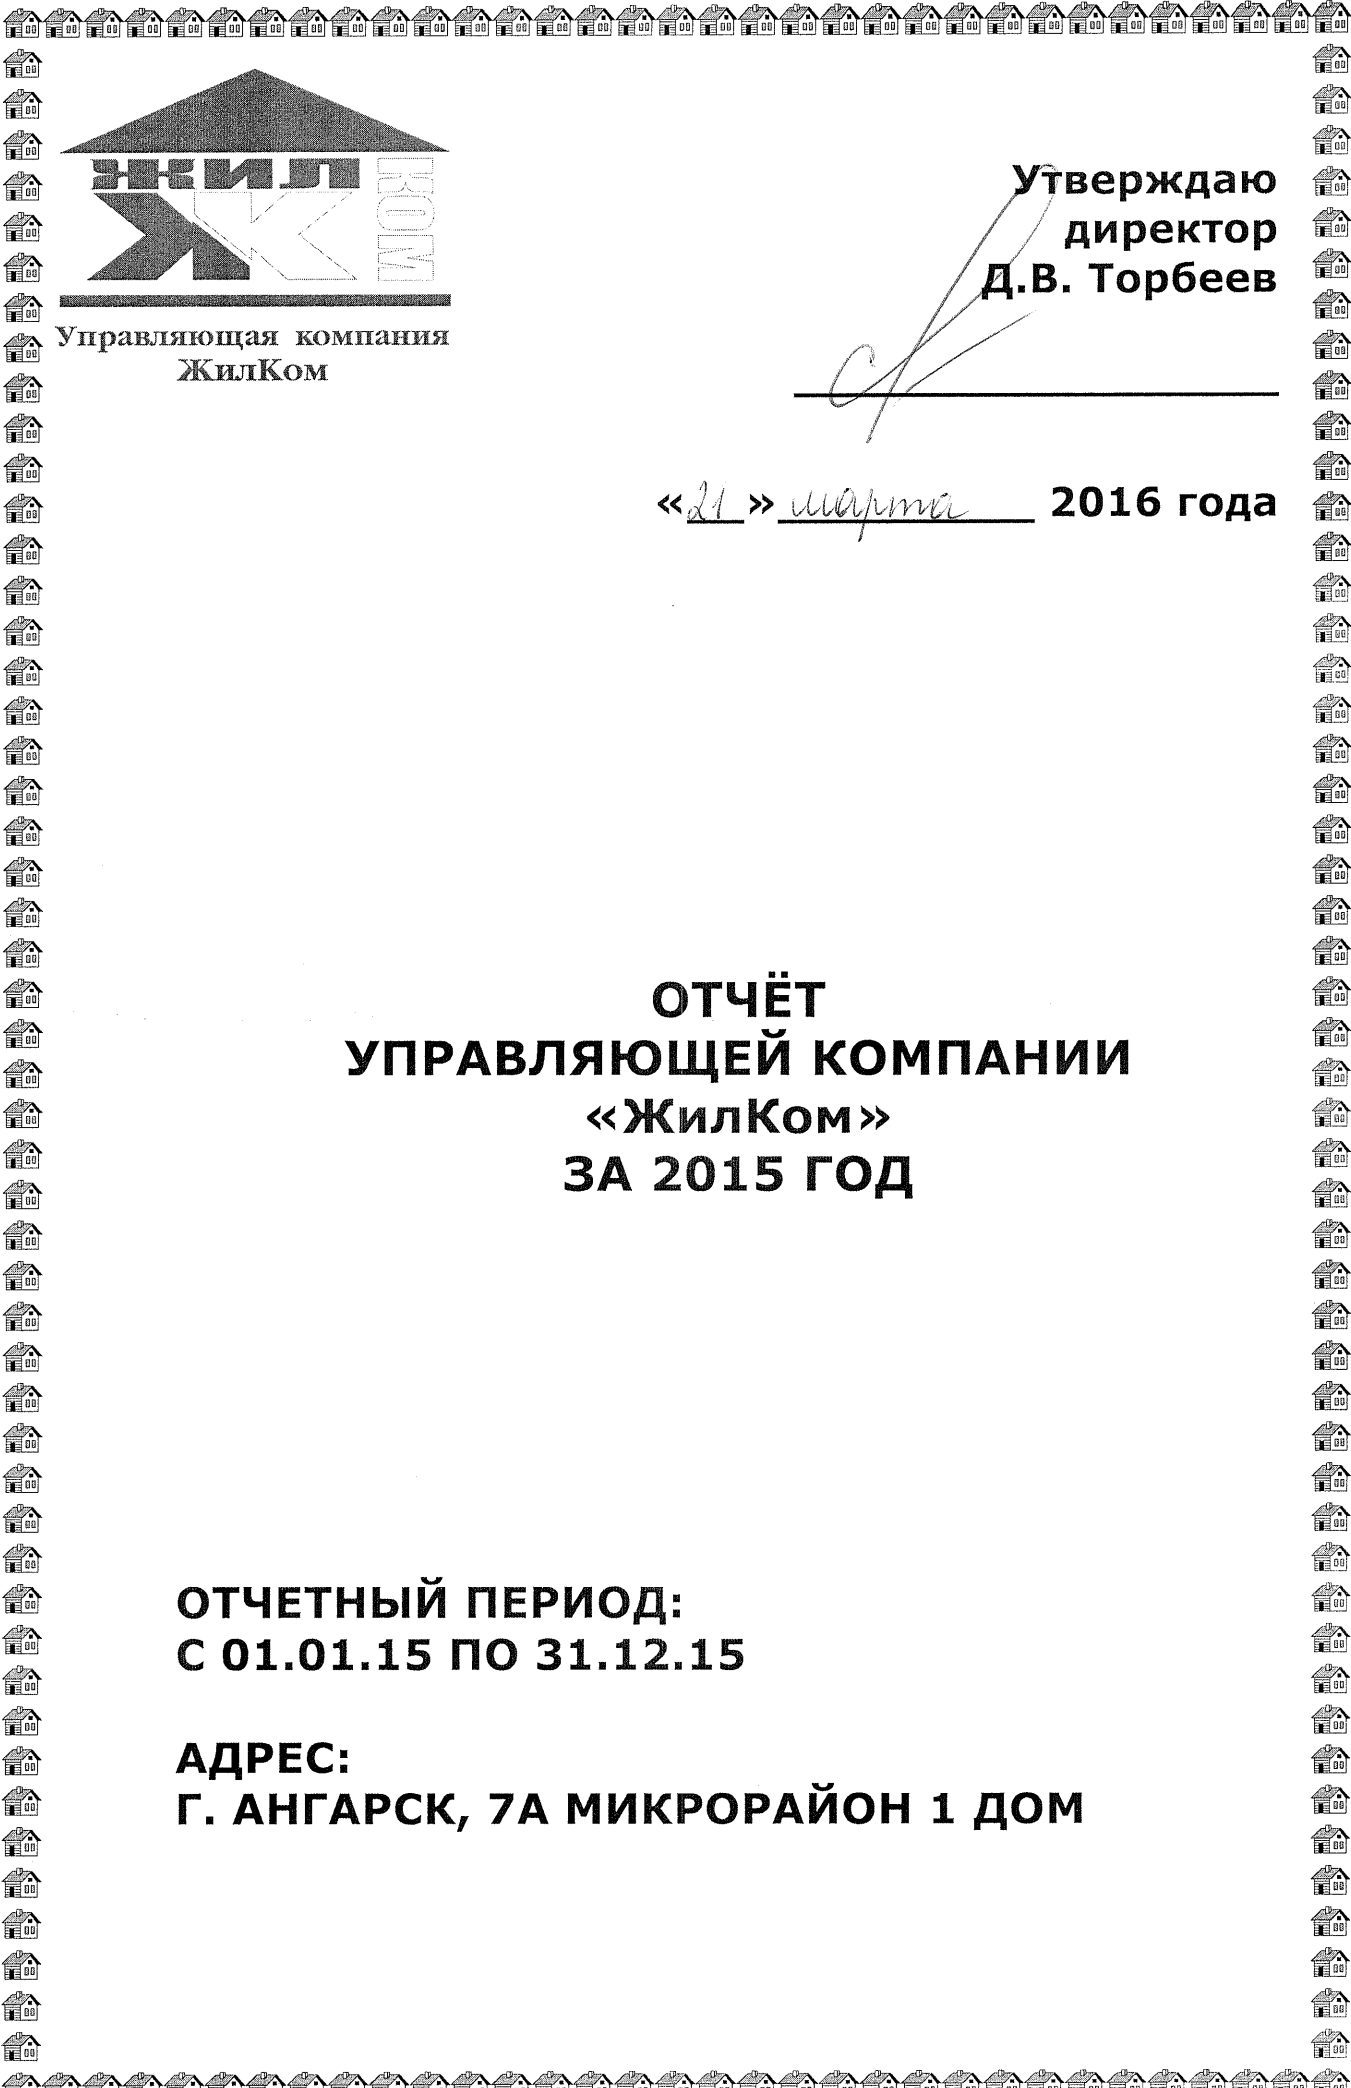 ЖИЛ
КОМ
ЖК
Управляющая компания
ЖилКом
Утверждаю
директор
Д.В. Торбеев
«21» марта 2016 года
ОТЧЁТ
УПРАВЛЯЮЩЕЙ КОМПАНИИ
«ЖилКом»
ЗА 2015 ГОД
ОТЧЕТНЫЙ ПЕРИОД:
С 01.01.15 ПО 31.12.15
АДРЕС:
Г. АНГАРСК, 7А МИКРОРАЙОН 1 ДОМ